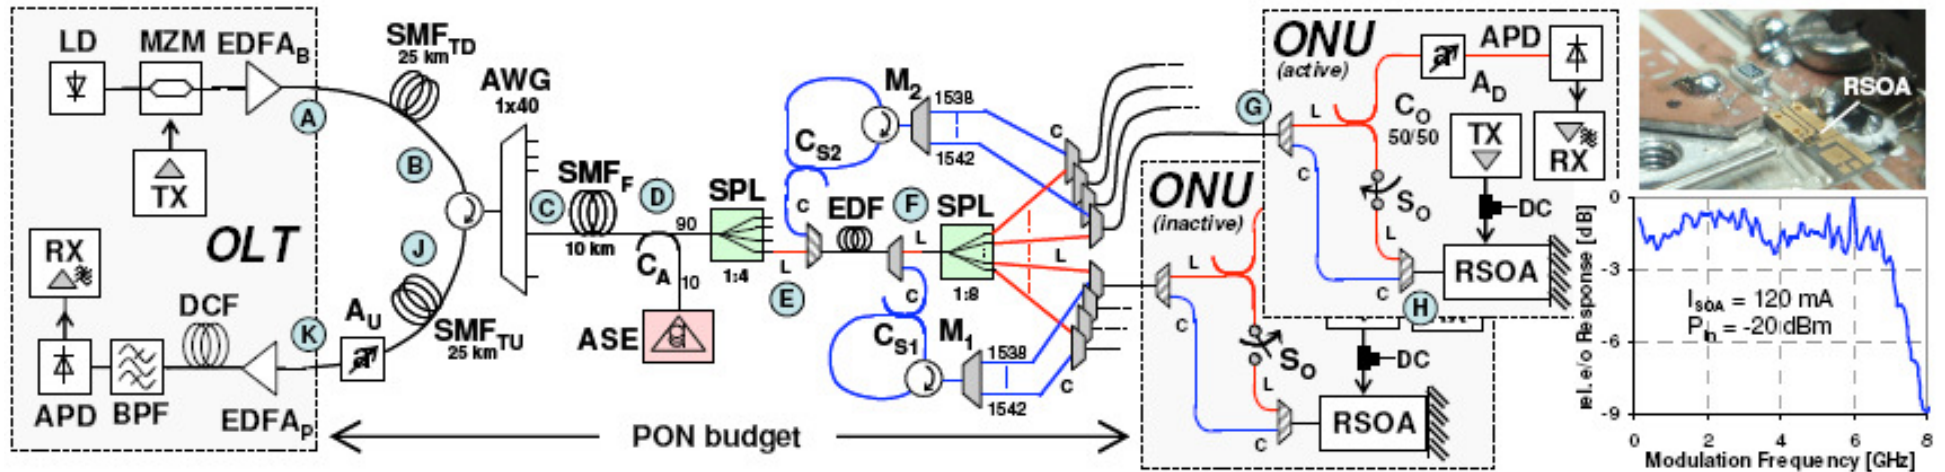 LD
MZM
EDFA_B
A
TX
OLT
RX
DCF
K
APD
BPF
EDFA_P
A_U
SMF_TD
25 km
B
J
SMF_TU
25 km
AWG
1x40
C
SMF_F
10 km
D
90
C_A
10
ASE
SPL
1:4
L
E
C
C_S2
EDF
F
L
C
SPL
1:8
M_2
1538
1542
C
L
L
C_S1
M_1
1538
1542
C
PON budget
ONU
(inactive)
L
C
S_O
L
C
DC
RSOA
ONU
(active)
G
L
C
C_O
50/50
A_D
APD
RX
TX
S_O
L
C
H
DC
RSOA
RSOA
rel. e/o Response [dB]
0
-3
-6
-9
I_SOA = 120 mA
P_in = -20 dBm
0
2
4
6
8
Modulation Frequency [GHz]